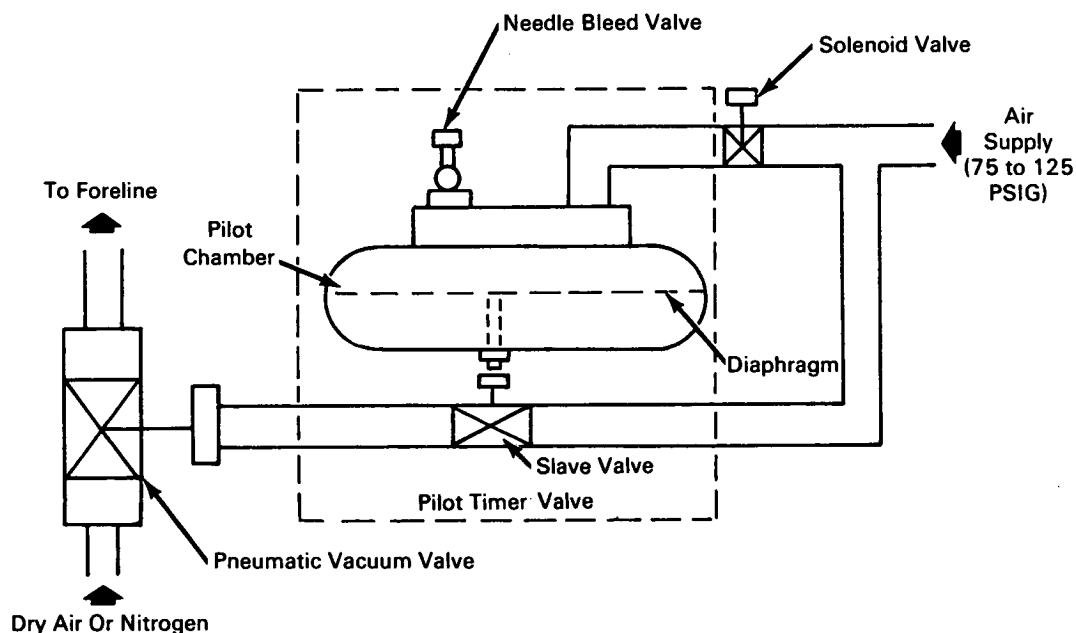 Needle Bleed Valve
Solenoid Valve
Air
Supply
(75 to 125
PSIG)
To Foreline
Pilot
Chamber
Diaphragm
Slave Valve
Pilot Timer Valve
Pneumatic Vacuum Valve
Dry Air Or Nitrogen